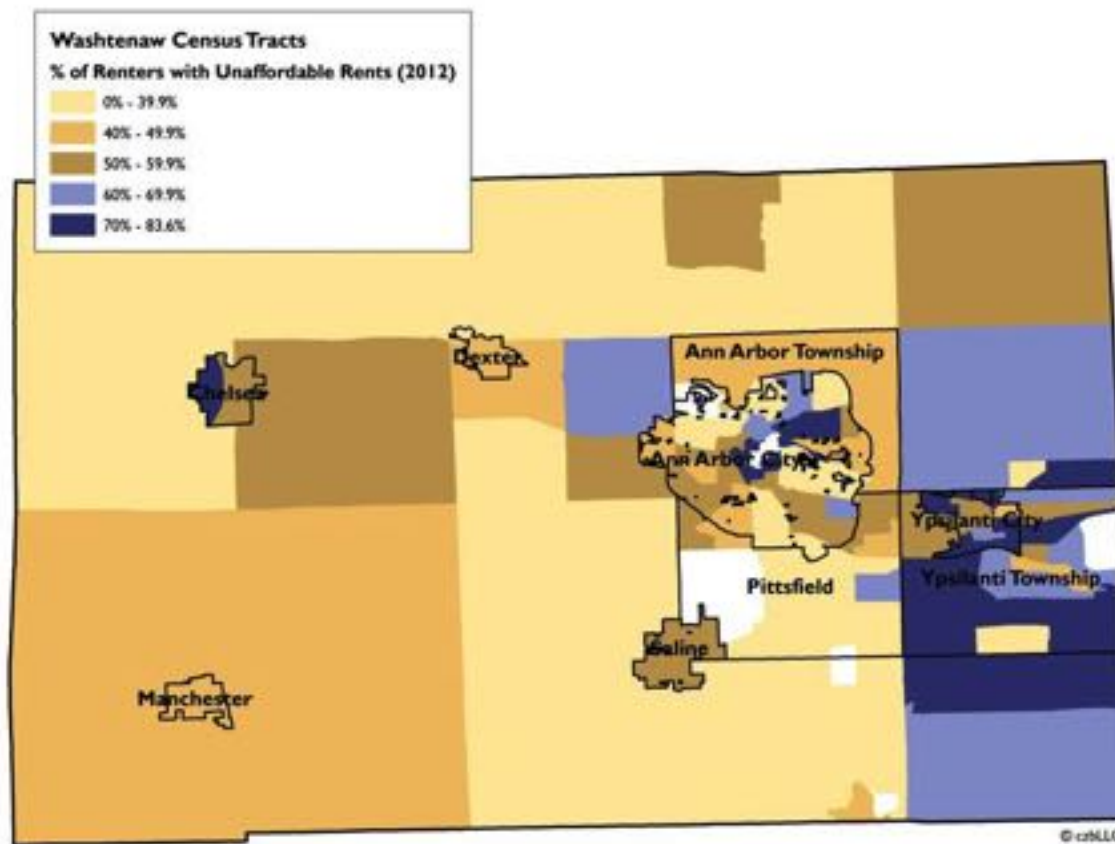 Washtenaw Census Tracts
% of Renters with Unaffordable Rents (2012)
0% - 39.9%
40% - 49.9%
50% - 59.9%
60% - 69.9%
70% - 83.6%
Ann Arbor Township
Dexter
Chelsea
Ann Arbor City
Ypsilanti City
Ypsilanti Township
Pittsfield
Saline
Manchester
© czbLLC